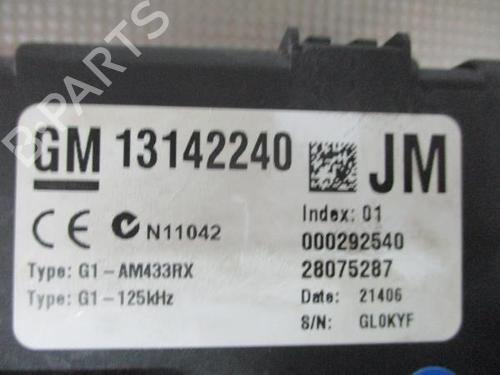 GM 13142240 JM
CE N11042
Index: 01
000292540
Type: G1-AM433RX
28075287
Type: G1-125kHz
Date: 21406
S/N: GL0KYF
B-PARTS